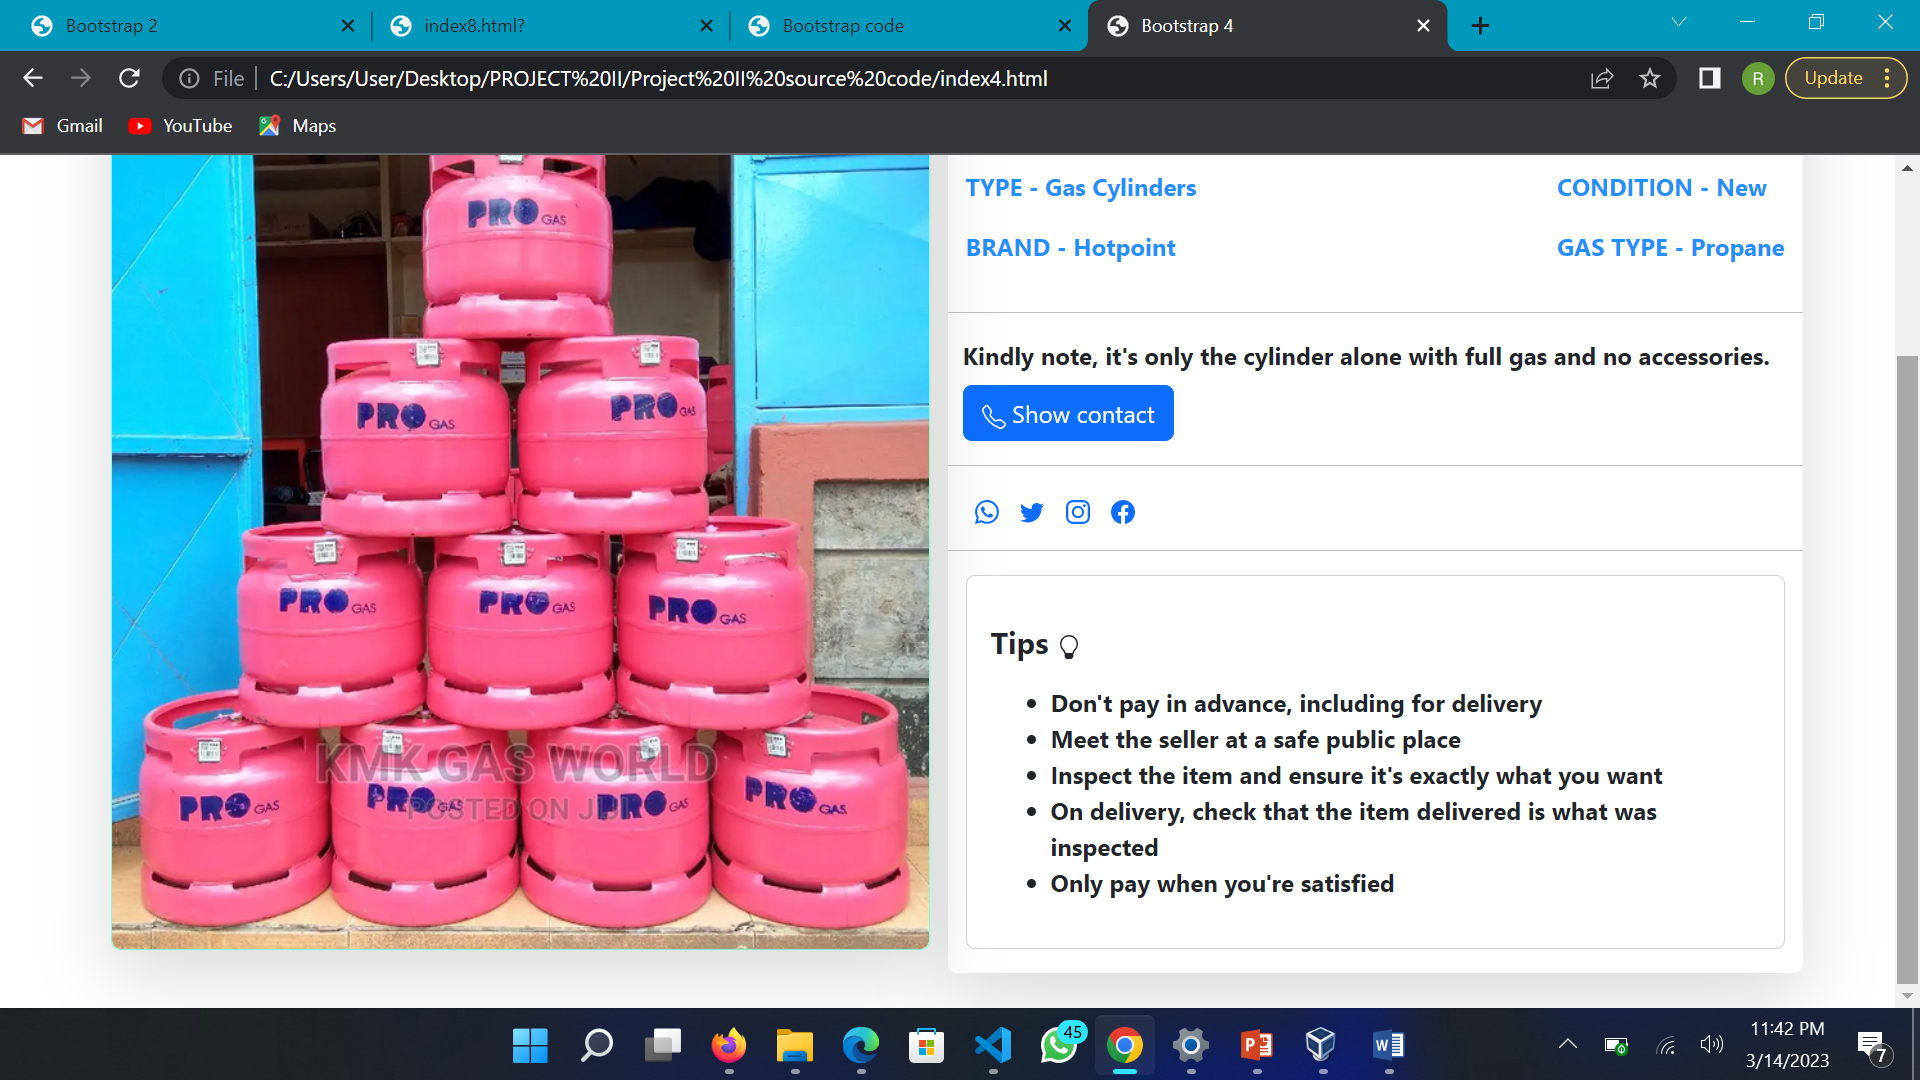 Bootstrap 2
index8.html?
Bootstrap code
Bootstrap 4
File
C:/Users/User/Desktop/PROJECT%20II/Project%20II%20source%20code/index4.html
R
Update
Gmail
YouTube
Maps
PRO GAS
PRO GAS
PRO GAS
PRO GAS
PRO GAS
PRO GAS
PRO GAS
PRO GAS
PRO GAS
PRO GAS
KMK GAS WORLD
POSTED ON JIJI
TYPE - Gas Cylinders
CONDITION - New
BRAND - Hotpoint
GAS TYPE - Propane
Kindly note, it's only the cylinder alone with full gas and no accessories.
Show contact
Tips
Don't pay in advance, including for delivery
Meet the seller at a safe public place
Inspect the item and ensure it's exactly what you want
On delivery, check that the item delivered is what was
inspected
Only pay when you're satisfied
45
11:42 PM
3/14/2023
7